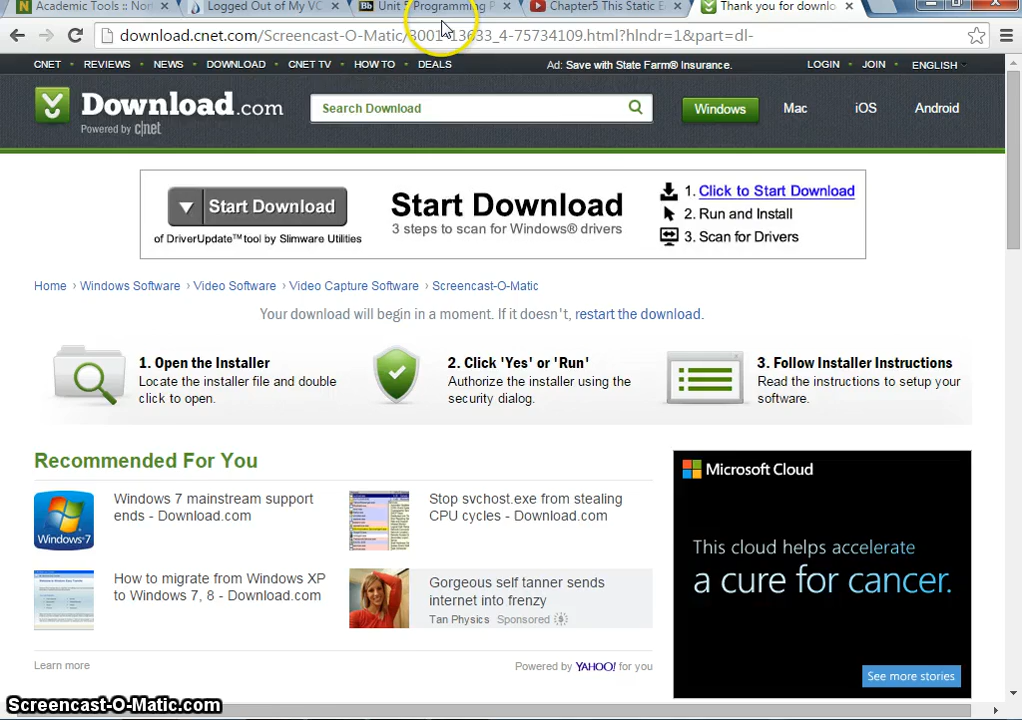 Academic Tools :: Nort
Logged Out of My VC
Bb Unit 5 Programming P
Chapter5 This Static E
Thank you for downlo
download.cnet.com/Screencast-O-Matic/3001-13633_4-75734109.html?hlndr=1&part=dl-
CNET REVIEWS NEWS DOWNLOAD CNET TV HOW TO DEALS Ad: Save with State Farm® Insurance. LOGIN JOIN ENGLISH
Download.com
Powered by c|net
Search Download
Windows Mac iOS Android
Start Download
of DriverUpdate™ tool by Slimware Utilities
Start Download
3 steps to scan for Windows® drivers
1. Click to Start Download
2. Run and Install
3. Scan for Drivers
Home › Windows Software › Video Software › Video Capture Software › Screencast-O-Matic
Your download will begin in a moment. If it doesn't, restart the download.
1. Open the Installer
Locate the installer file and double
click to open.
2. Click 'Yes' or 'Run'
Authorize the installer using the
security dialog.
3. Follow Installer Instructions
Read the instructions to setup your
software.
Recommended For You
Windows 7
Windows 7 mainstream support
ends - Download.com
Stop svchost.exe from stealing
CPU cycles - Download.com
How to migrate from Windows XP
to Windows 7, 8 - Download.com
Gorgeous self tanner sends
internet into frenzy
Tan Physics Sponsored
Learn more
Powered by YAHOO! for you
Microsoft Cloud
This cloud helps accelerate
a cure for cancer.
See more stories
Screencast-O-Matic.com